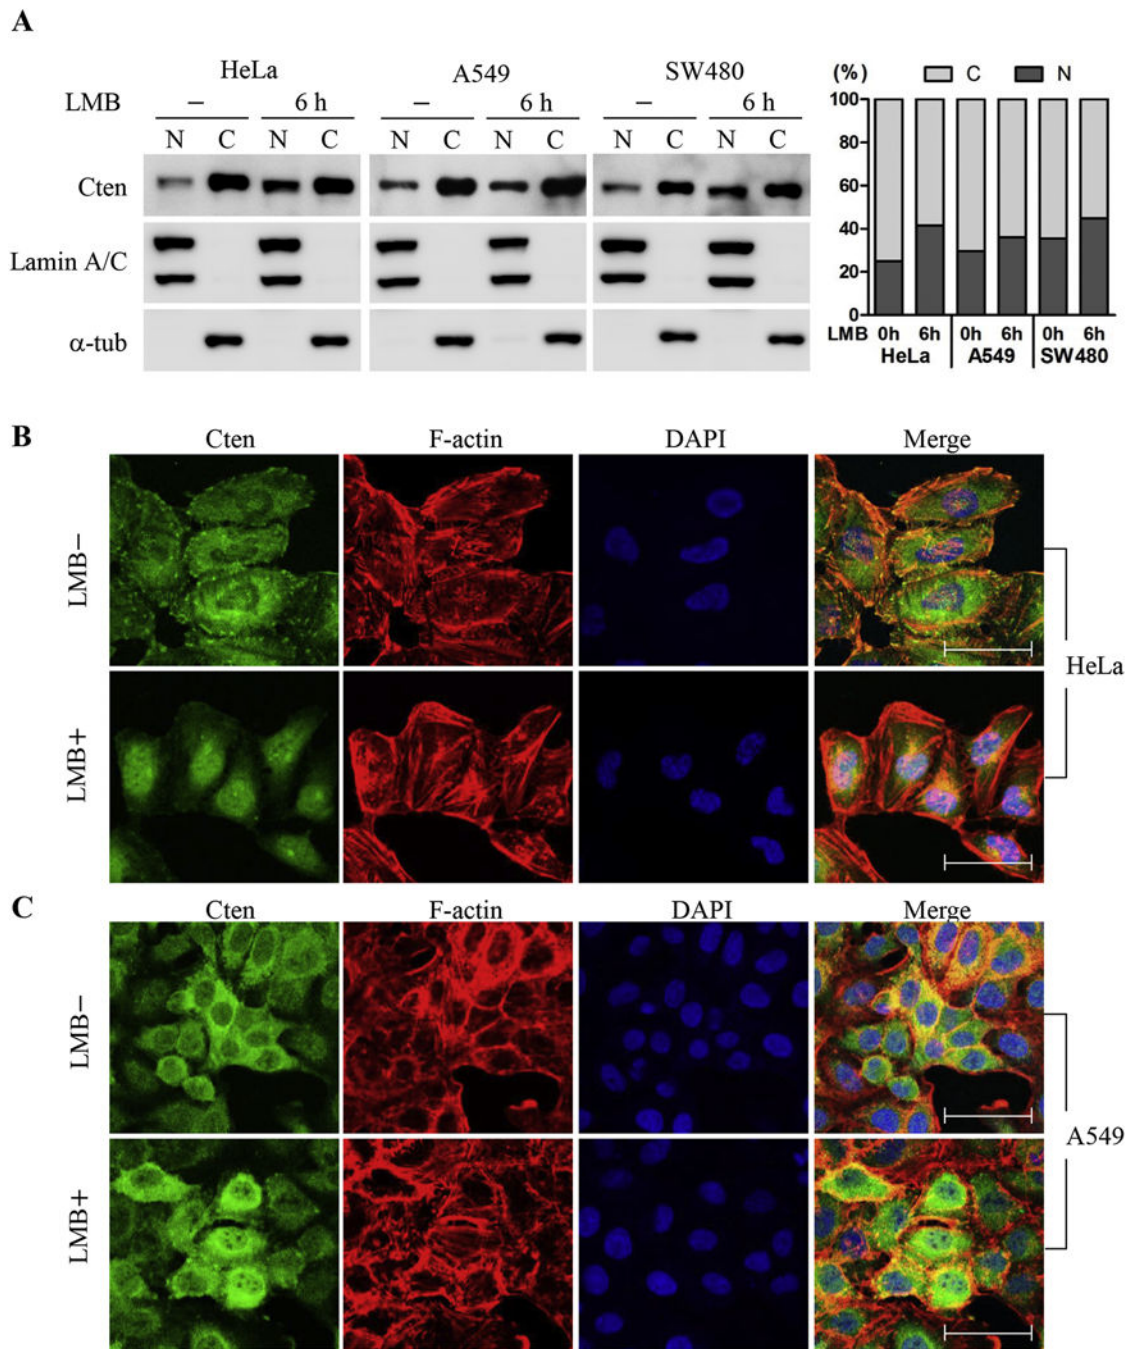 A
HeLa A549 SW480
LMB – 6 h – 6 h – 6 h
N C N C N C N C N C N C
Cten
Lamin A/C
α-tub
(%) C N
100
80
60
40
20
0
LMB 0h 6h 0h 6h 0h 6h
HeLa A549 SW480
B
Cten F-actin DAPI Merge
LMB–
LMB+
HeLa
C
Cten F-actin DAPI Merge
LMB–
LMB+
A549